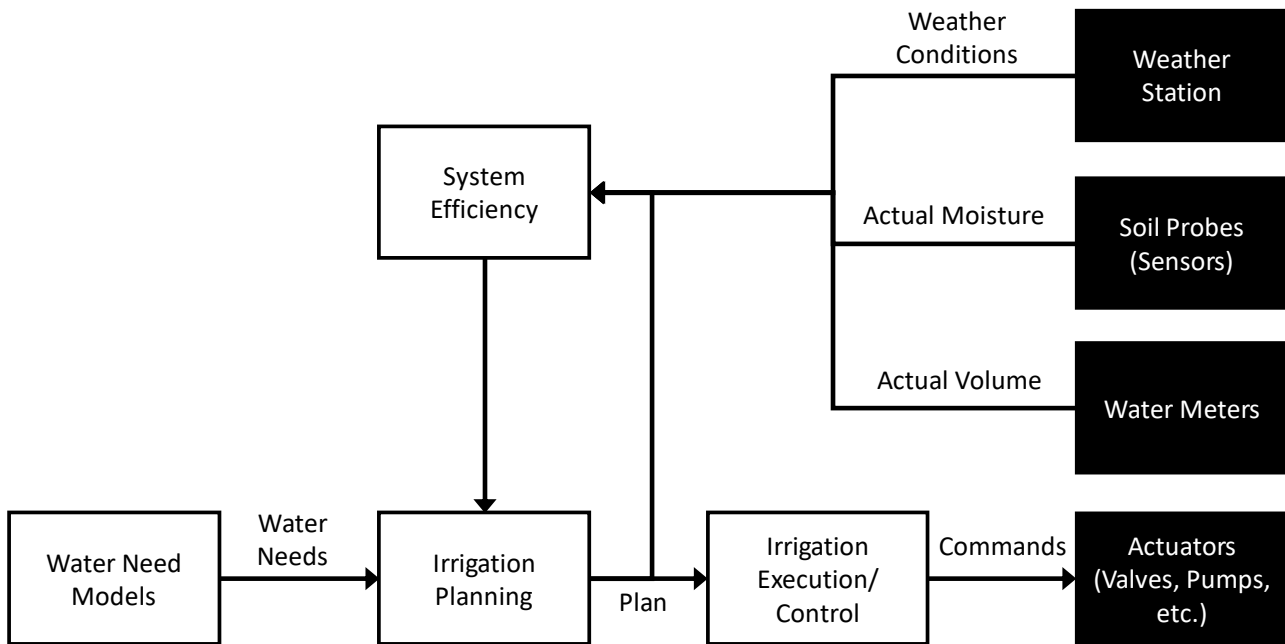 Weather
Conditions
Weather
Station
System
Efficiency
Actual Moisture
Soil Probes
(Sensors)
Actual Volume
Water Meters
Water Need
Models
Water
Needs
Irrigation
Planning
Plan
Irrigation
Execution/
Control
Commands
Actuators
(Valves, Pumps,
etc.)